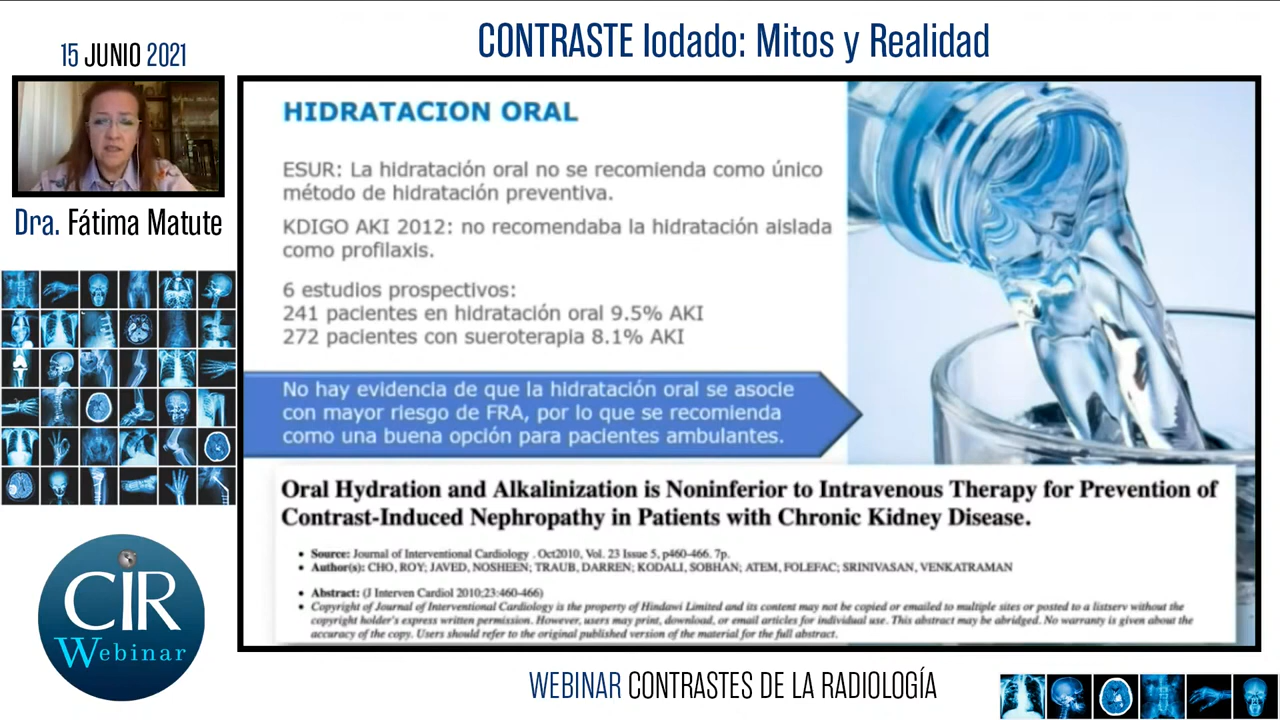 CONTRASTE Iodado: Mitos y Realidad
15 JUNIO 2021
Dra. Fátima Matute
HIDRATACION ORAL
ESUR: La hidratación oral no se recomienda como único
método de hidratación preventiva.
KDIGO AKI 2012: no recomendaba la hidratación aislada
como profilaxis.
6 estudios prospectivos:
241 pacientes en hidratación oral 9.5% AKI
272 pacientes con sueroterapia 8.1% AKI
No hay evidencia de que la hidratación oral se asocie
con mayor riesgo de FRA, por lo que se recomienda
como una buena opción para pacientes ambulantes.
Oral Hydration and Alkalinization is Noninferior to Intravenous Therapy for Prevention of
Contrast-Induced Nephropathy in Patients with Chronic Kidney Disease.
• Source: Journal of Interventional Cardiology . Oct2010, Vol. 23 Issue 5, p460-466. 7p.
• Author(s): CHO, ROY; JAVED, NOSHEEN; TRAUB, DARREN; KODALI, SOBHAN; ATEM, FOLEFAC; SRINIVASAN, VENKATRAMAN
• Abstract: (J Interven Cardiol 2010;23:460-466)
• Copyright of Journal of Interventional Cardiology is the property of Hindawi Limited and its content may not be copied or emailed to multiple sites or posted to a listserv without the
copyright holder's express written permission. However, users may print, download, or email articles for individual use. This abstract may be abridged. No warranty is given about the
accuracy of the copy. Users should refer to the original published version of the material for the full abstract.
CIR
Webinar
WEBINAR CONTRASTES DE LA RADIOLOGÍA